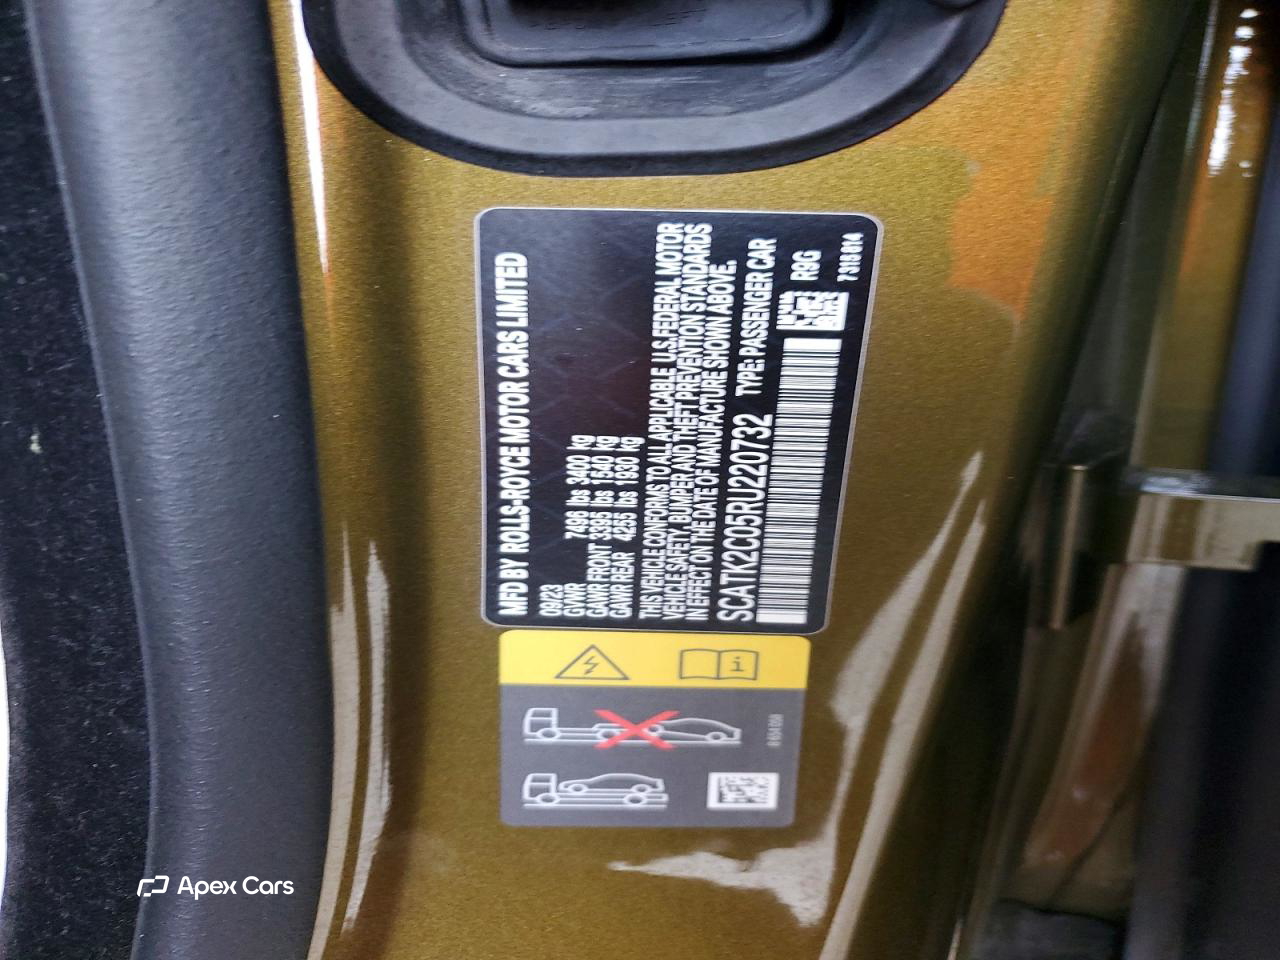 MFD BY ROLLS-ROYCE MOTOR CARS LIMITED
09/23
GVWR 7496 lbs 3400 kg
GAWR FRONT 3395 lbs 1540 kg
GAWR REAR 4255 lbs 1930 kg
THIS VEHICLE CONFORMS TO ALL APPLICABLE U.S. FEDERAL MOTOR
VEHICLE SAFETY, BUMPER AND THEFT PREVENTION STANDARDS
IN EFFECT ON THE DATE OF MANUFACTURE SHOWN ABOVE.
SCATK2C05RU220732 TYPE: PASSENGER CAR
R9G
7315814
Apex Cars